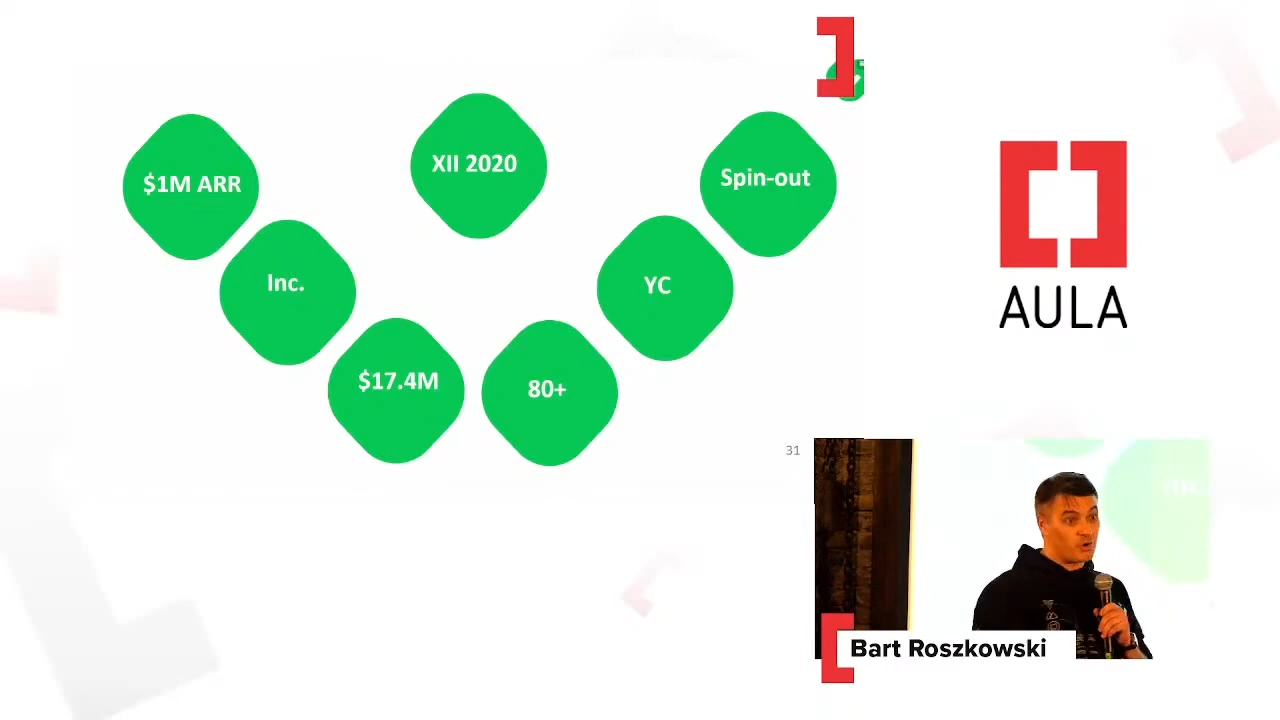 XII 2020
$1M ARR
Spin-out
Inc.
YC
$17.4M
80+
AULA
31
Bart Roszkowski